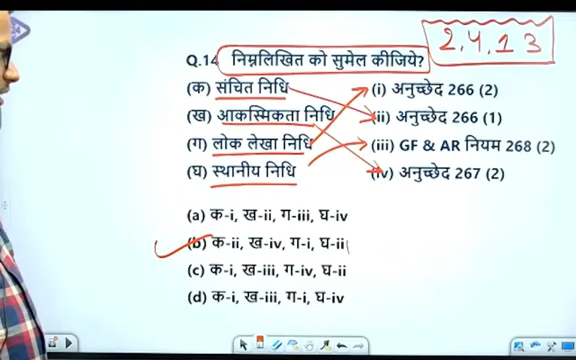 2, 4, 1 3
Q.14 निम्नलिखित को सुमेल कीजिये?
(क) संचित निधि (i) अनुच्छेद 266 (2)
(ख) आकस्मिकता निधि (ii) अनुच्छेद 266 (1)
(ग) लोक लेखा निधि (iii) GF & AR नियम 268 (2)
(घ) स्थानीय निधि (iv) अनुच्छेद 267 (2)
(a) क-i, ख-ii, ग-iii, घ-iv
(b) क-ii, ख-iv, ग-i, घ-iii
(c) क-i, ख-iii, ग-iv, घ-ii
(d) क-i, ख-iii, ग-i, घ-iv